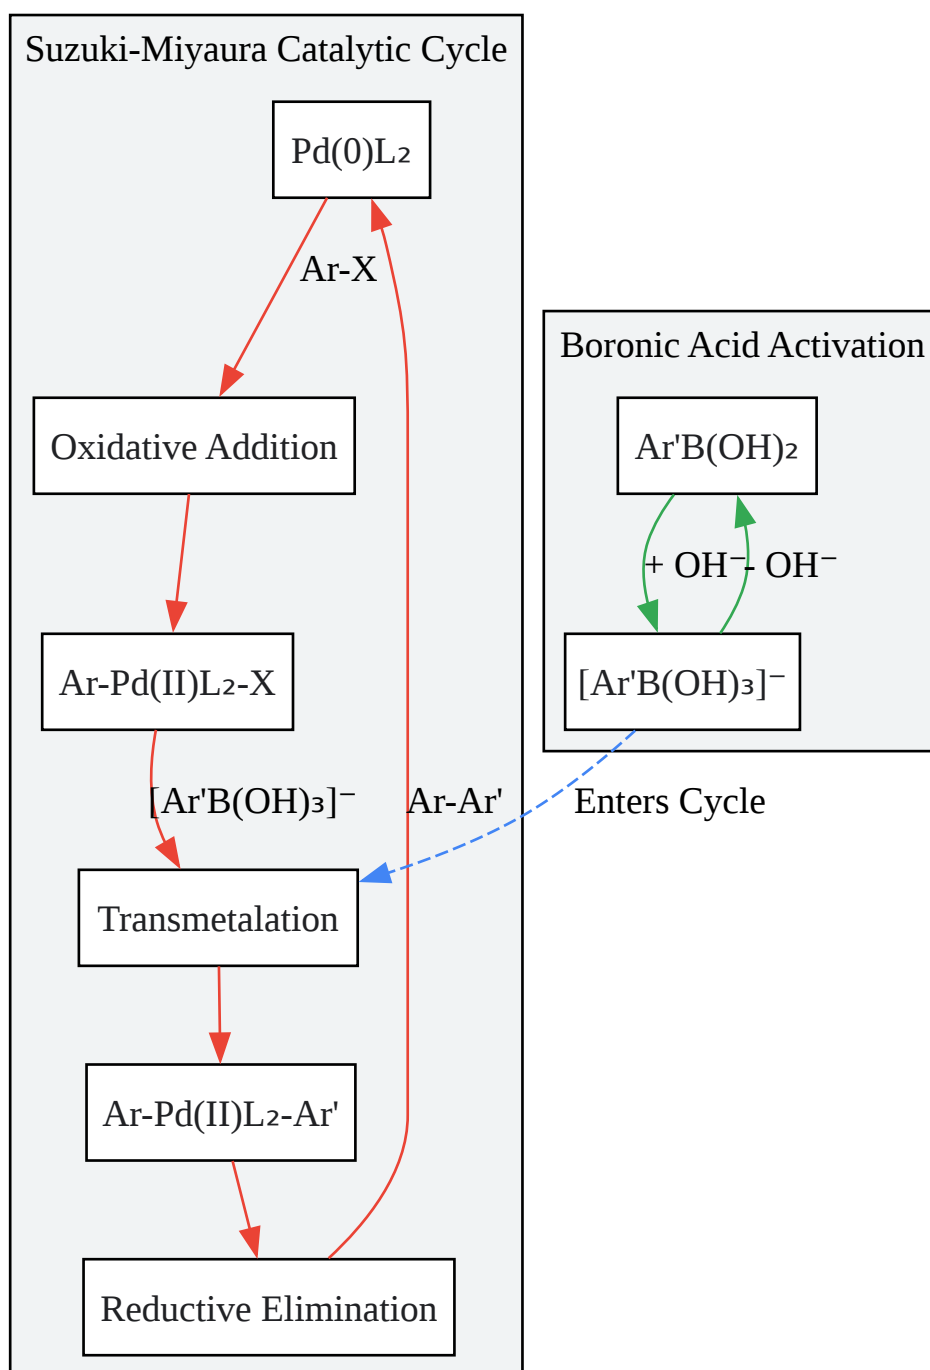 Suzuki-Miyaura Catalytic Cycle
Pd(0)L₂
Ar-X
Boronic Acid Activation
Oxidative Addition
Ar'B(OH)₂
+ OH⁻
- OH⁻
Ar-Pd(II)L₂-X
[Ar'B(OH)₃]⁻
[Ar'B(OH)₃]⁻
Ar-Ar'
Enters Cycle
Transmetalation
Ar-Pd(II)L₂-Ar'
Reductive Elimination